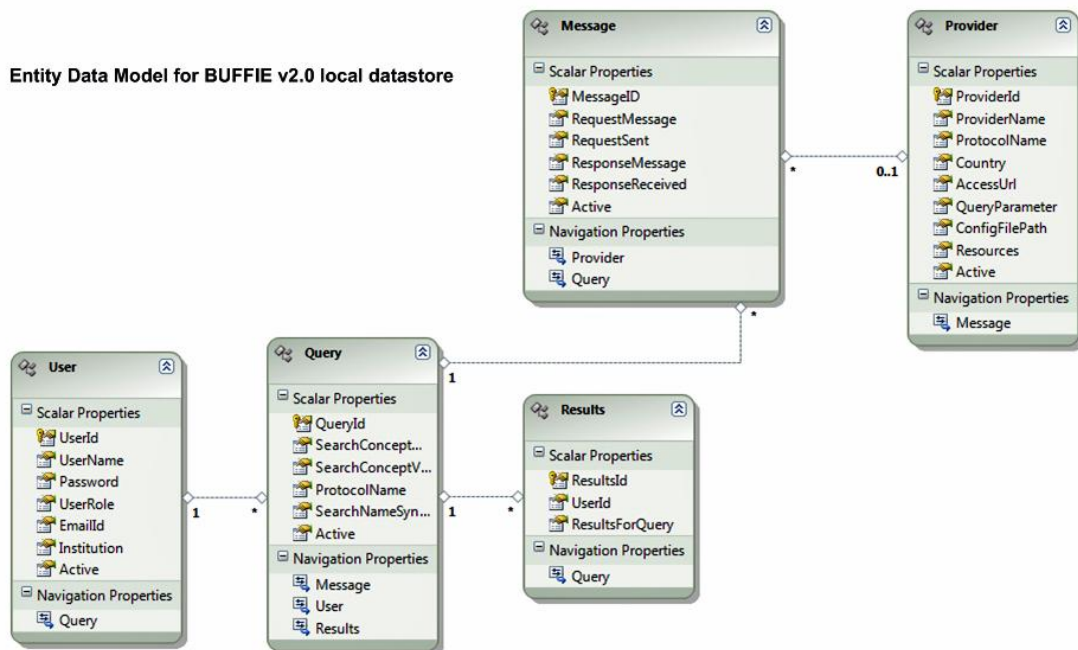 Entity Data Model for BUFFIE v2.0 local datastore
Message
Scalar Properties
MessageID
RequestMessage
RequestSent
ResponseMessage
ResponseReceived
Active
Navigation Properties
Provider
Query
Provider
Scalar Properties
ProviderId
ProviderName
ProtocolName
Country
AccessUrl
QueryParameter
ConfigFilePath
Resources
Active
Navigation Properties
Message
*
0..1
*
1
User
Scalar Properties
UserId
UserName
Password
UserRole
EmailId
Institution
Active
Navigation Properties
Query
1
*
Query
Scalar Properties
QueryId
SearchConcept...
SearchConceptV...
ProtocolName
SearchNameSyn...
Active
Navigation Properties
Message
User
Results
1
*
Results
Scalar Properties
ResultsId
UserId
ResultsForQuery
Navigation Properties
Query